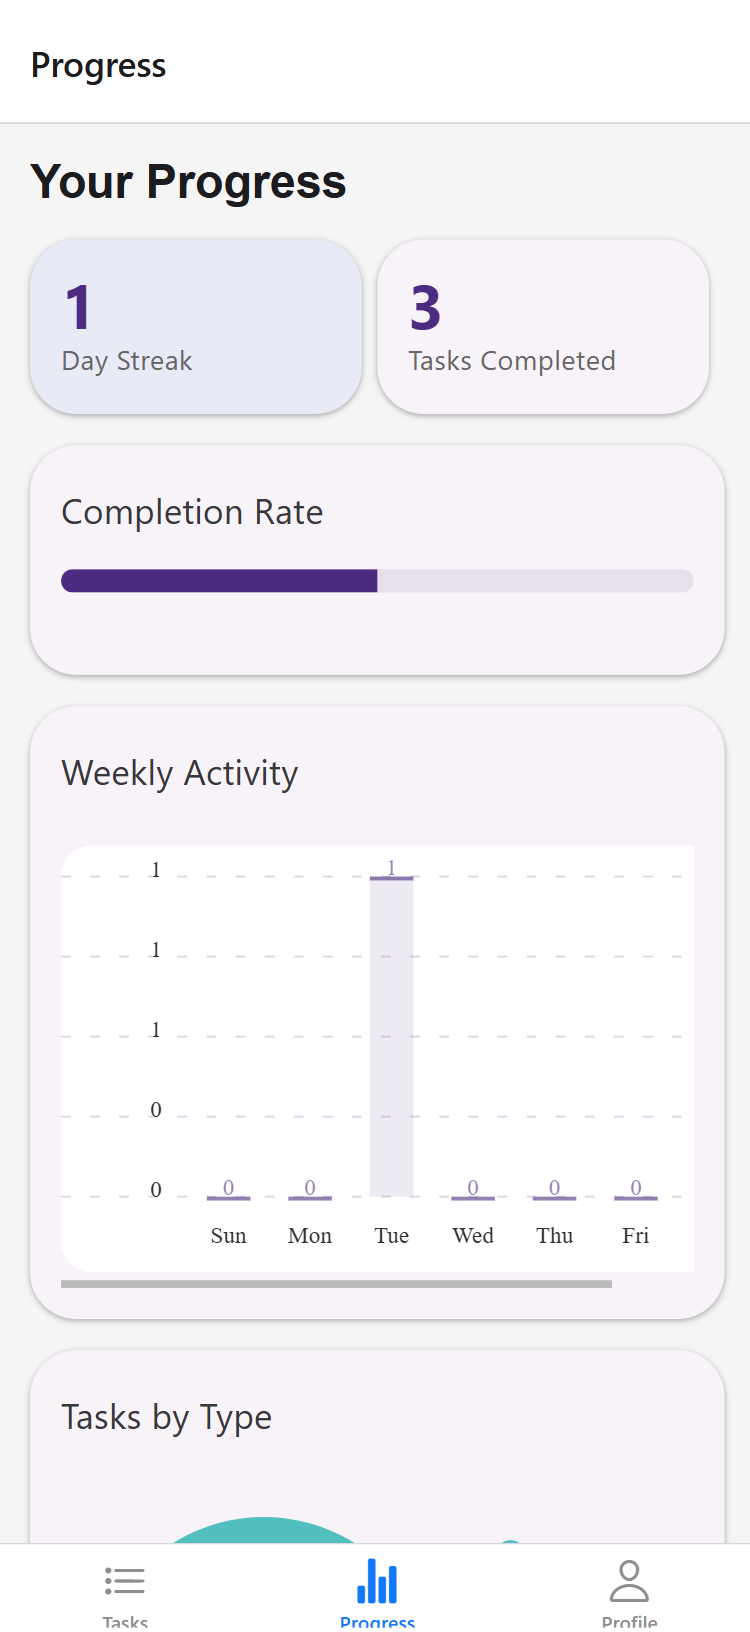 Progress
Your Progress
1
Day Streak
3
Tasks Completed
Completion Rate
Weekly Activity
1
1
1
1
0
0
0
0
0
0
0
Sun Mon Tue Wed Thu Fri
Tasks by Type
Tasks Progress Profile